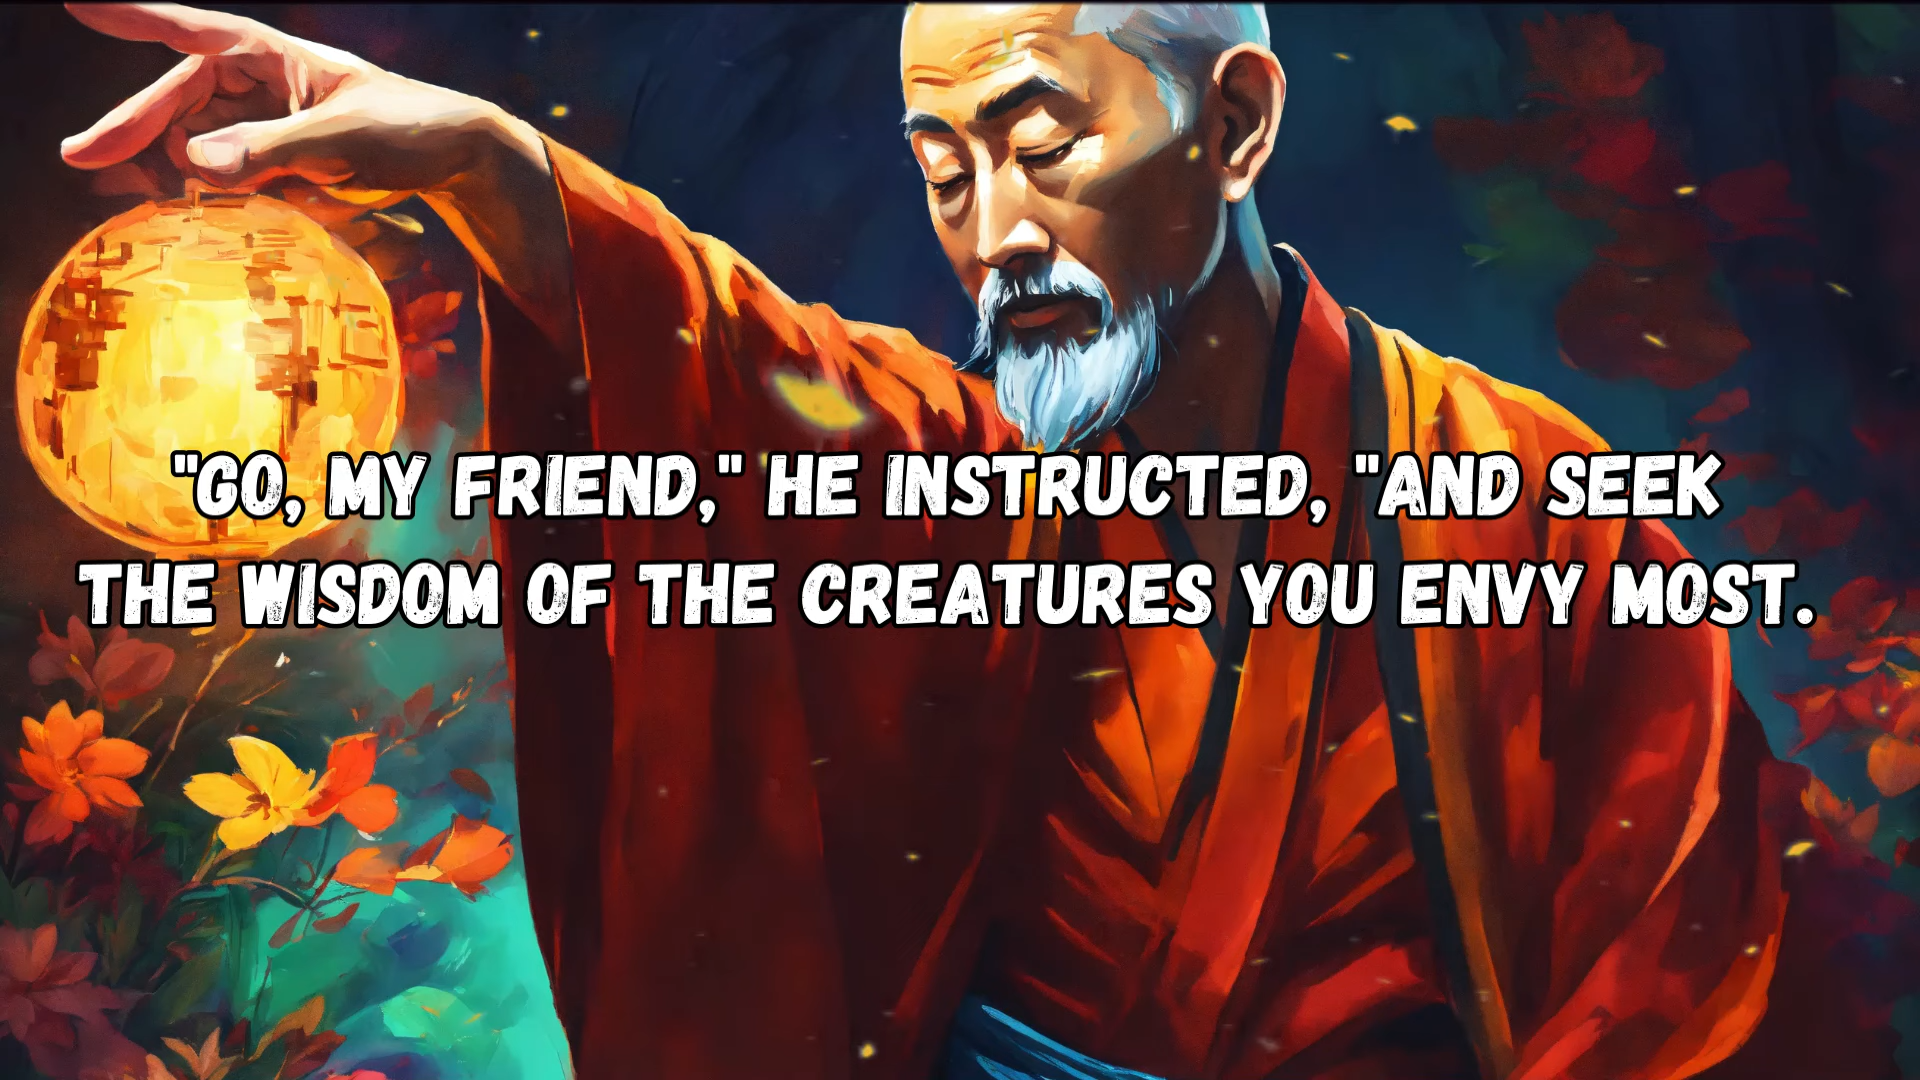 "GO, MY FRIEND," HE INSTRUCTED, "AND SEEK
THE WISDOM OF THE CREATURES YOU ENVY MOST.